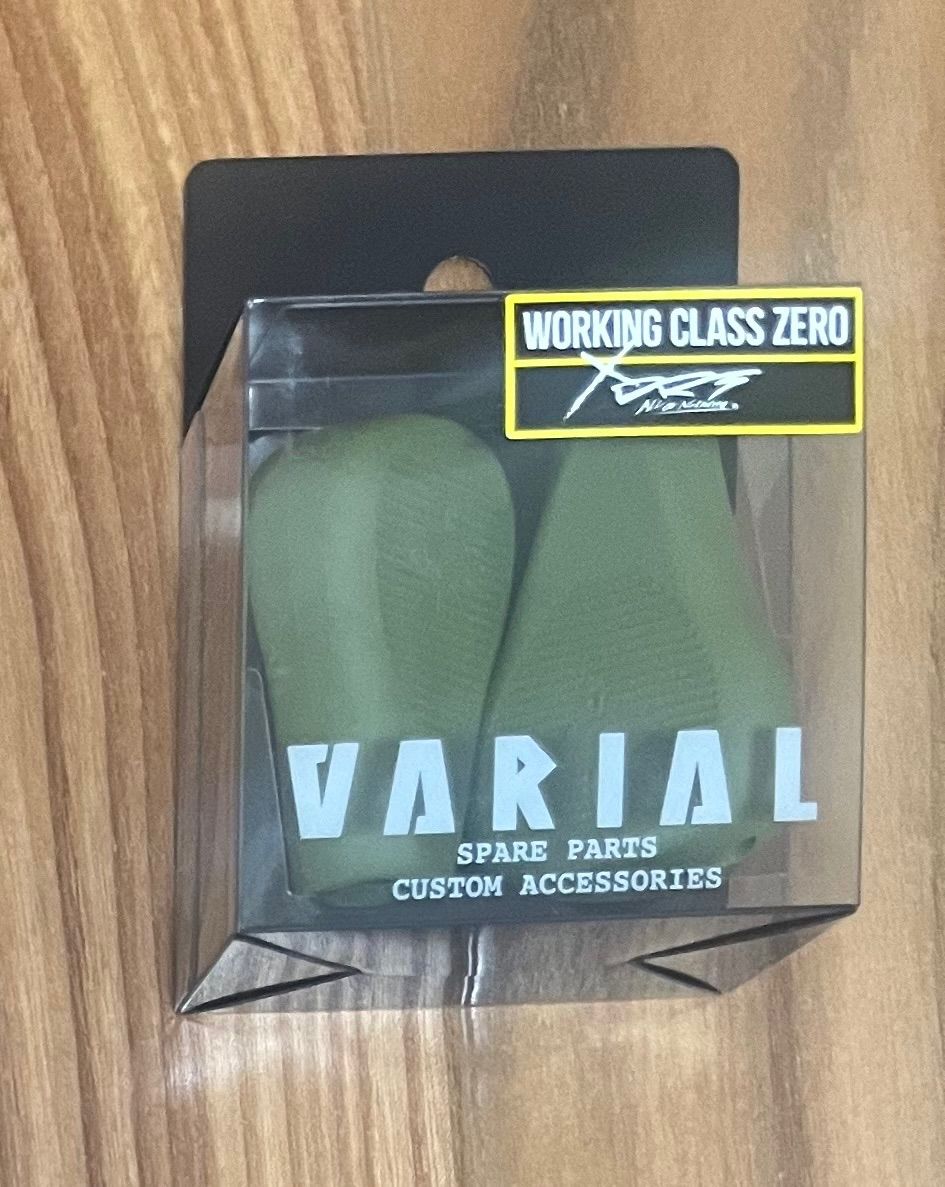 WORKING CLASS ZERO
VARIAL
SPARE PARTS
CUSTOM ACCESSORIES